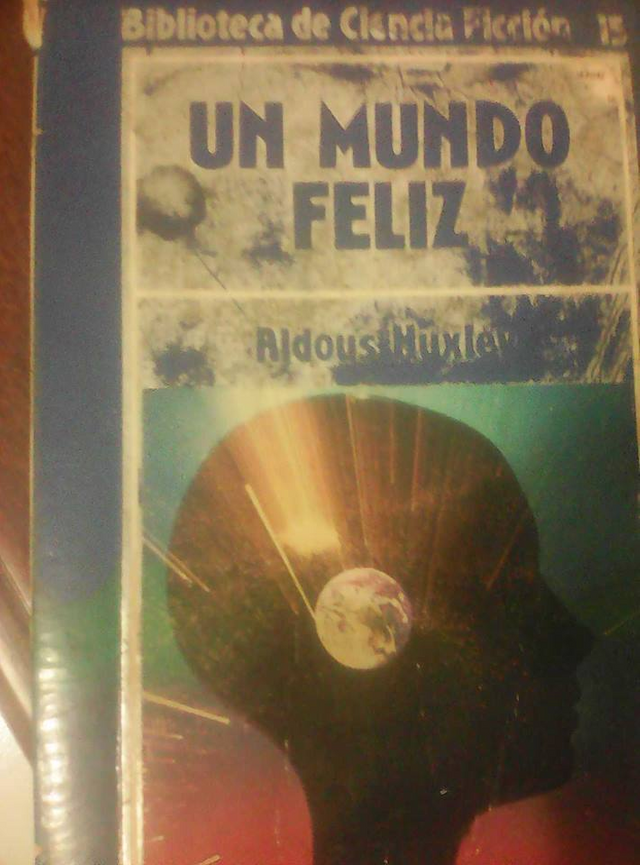 Biblioteca de Ciencia Ficción 15
UN MUNDO
FELIZ
Aldous Huxley